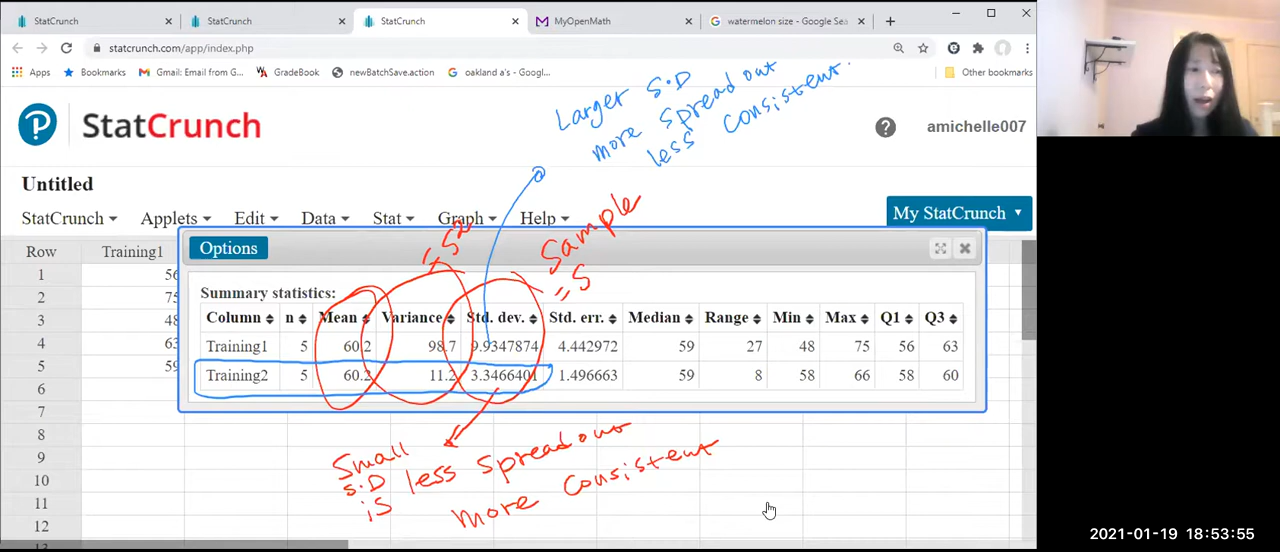 StatCrunch
StatCrunch
StatCrunch
MyOpenMath
watermelon size - Google Sea
statcrunch.com/app/index.php
Apps
Bookmarks
Gmail: Email from G...
GradeBook
newBatchSave.action
oakland a's - Googl...
Other bookmarks
Larger S.D
more spread out
less consistent.
StatCrunch
amichelle007
Untitled
StatCrunch Applets Edit Data Stat Graph Help
My StatCrunch
= S²
Sample
= S
Row Training1
Options
1 56
2 75
3 48
4 63
5 59
6
7
8
9
10
11
12
Summary statistics:
Column n Mean Variance Std. dev. Std. err. Median Range Min Max Q1 Q3
Training1 5 60.2 98.7 9.9347874 4.442972 59 27 48 75 56 63
Training2 5 60.2 11.2 3.3466401 1.496663 59 8 58 66 58 60
Small
S.D less spread out
is more consistent
2021-01-19 18:53:55